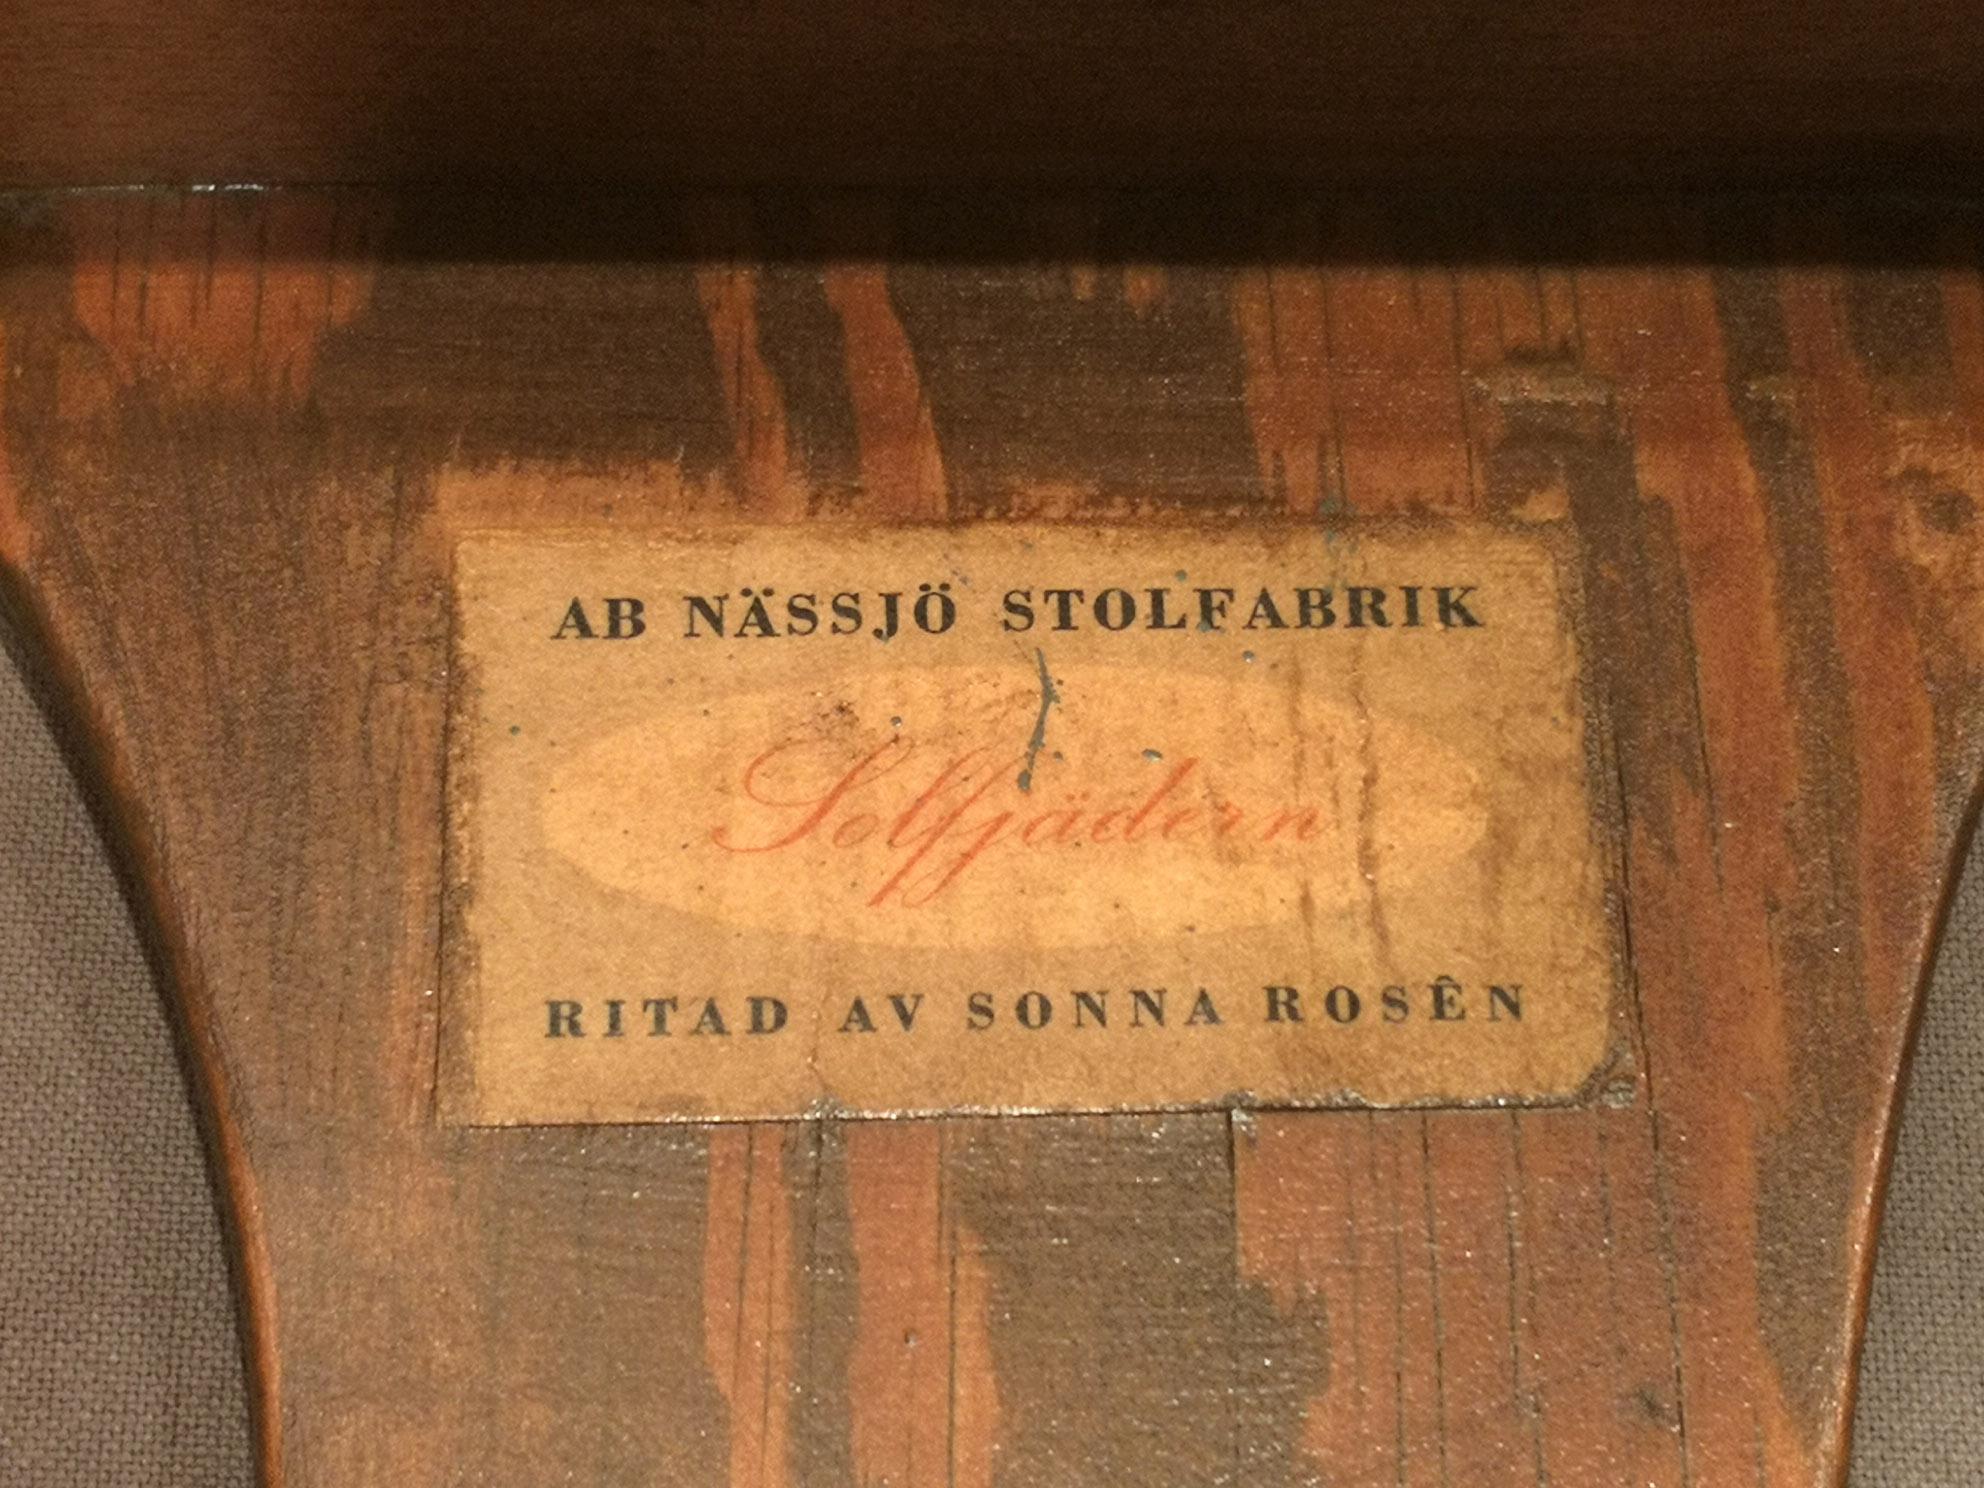 AB NÄSSJÖ STOLFABRIK
Solfjädern
RITAD AV SONNA ROSÊN